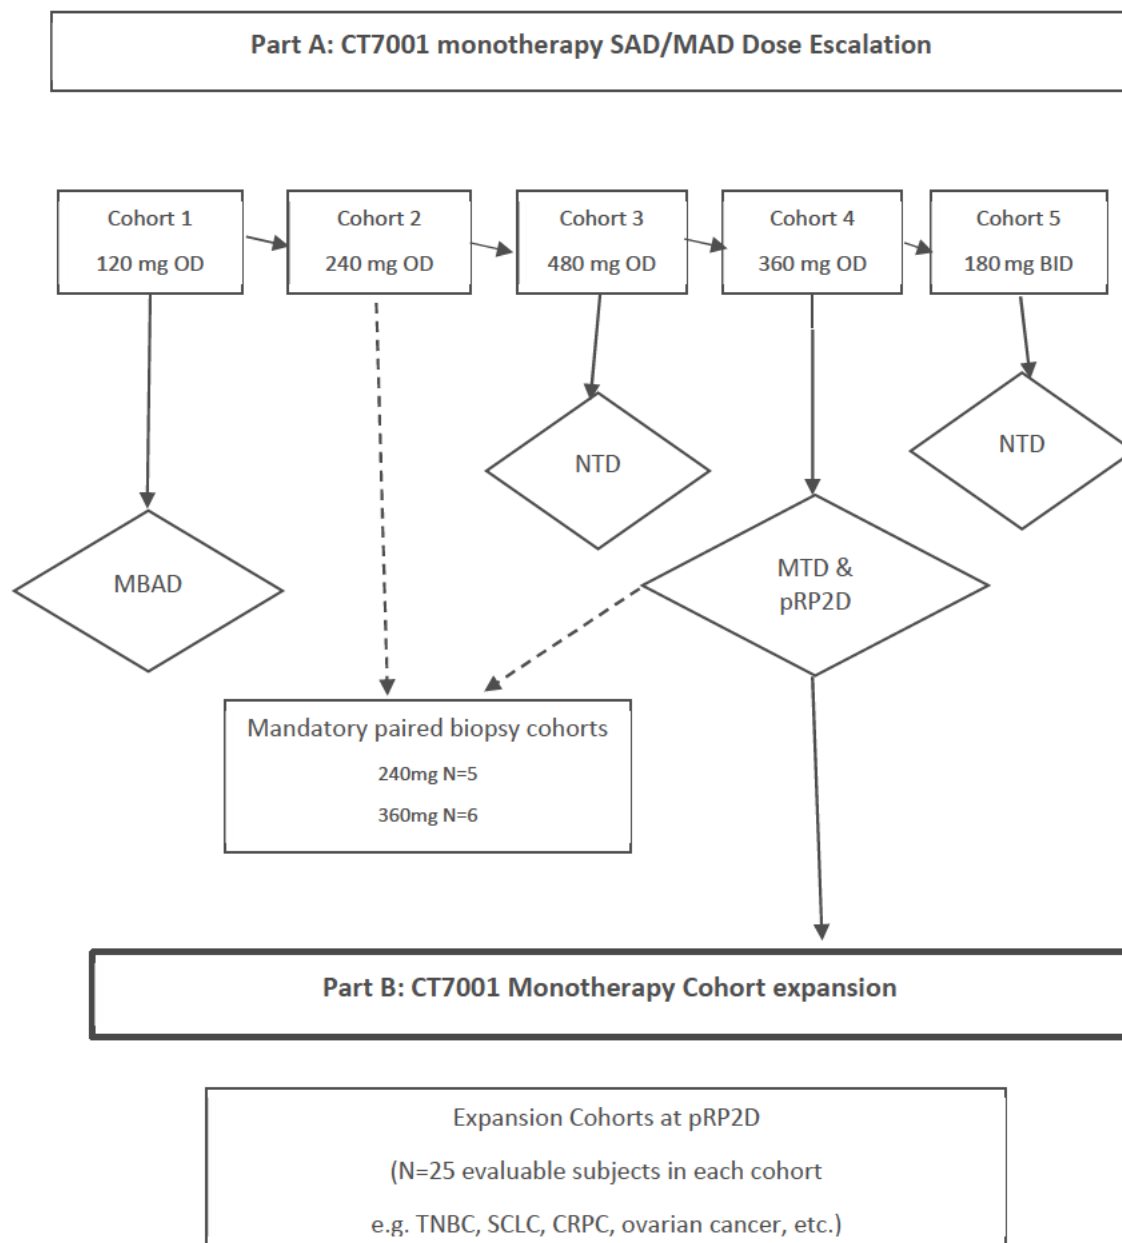 Part A: CT7001 monotherapy SAD/MAD Dose Escalation
Cohort 1
120 mg OD
Cohort 2
240 mg OD
Cohort 3
480 mg OD
Cohort 4
360 mg OD
Cohort 5
180 mg BID
MBAD
NTD
MTD &
pRP2D
NTD
Mandatory paired biopsy cohorts
240mg N=5
360mg N=6
Part B: CT7001 Monotherapy Cohort expansion
Expansion Cohorts at pRP2D
(N=25 evaluable subjects in each cohort
e.g. TNBC, SCLC, CRPC, ovarian cancer, etc.)